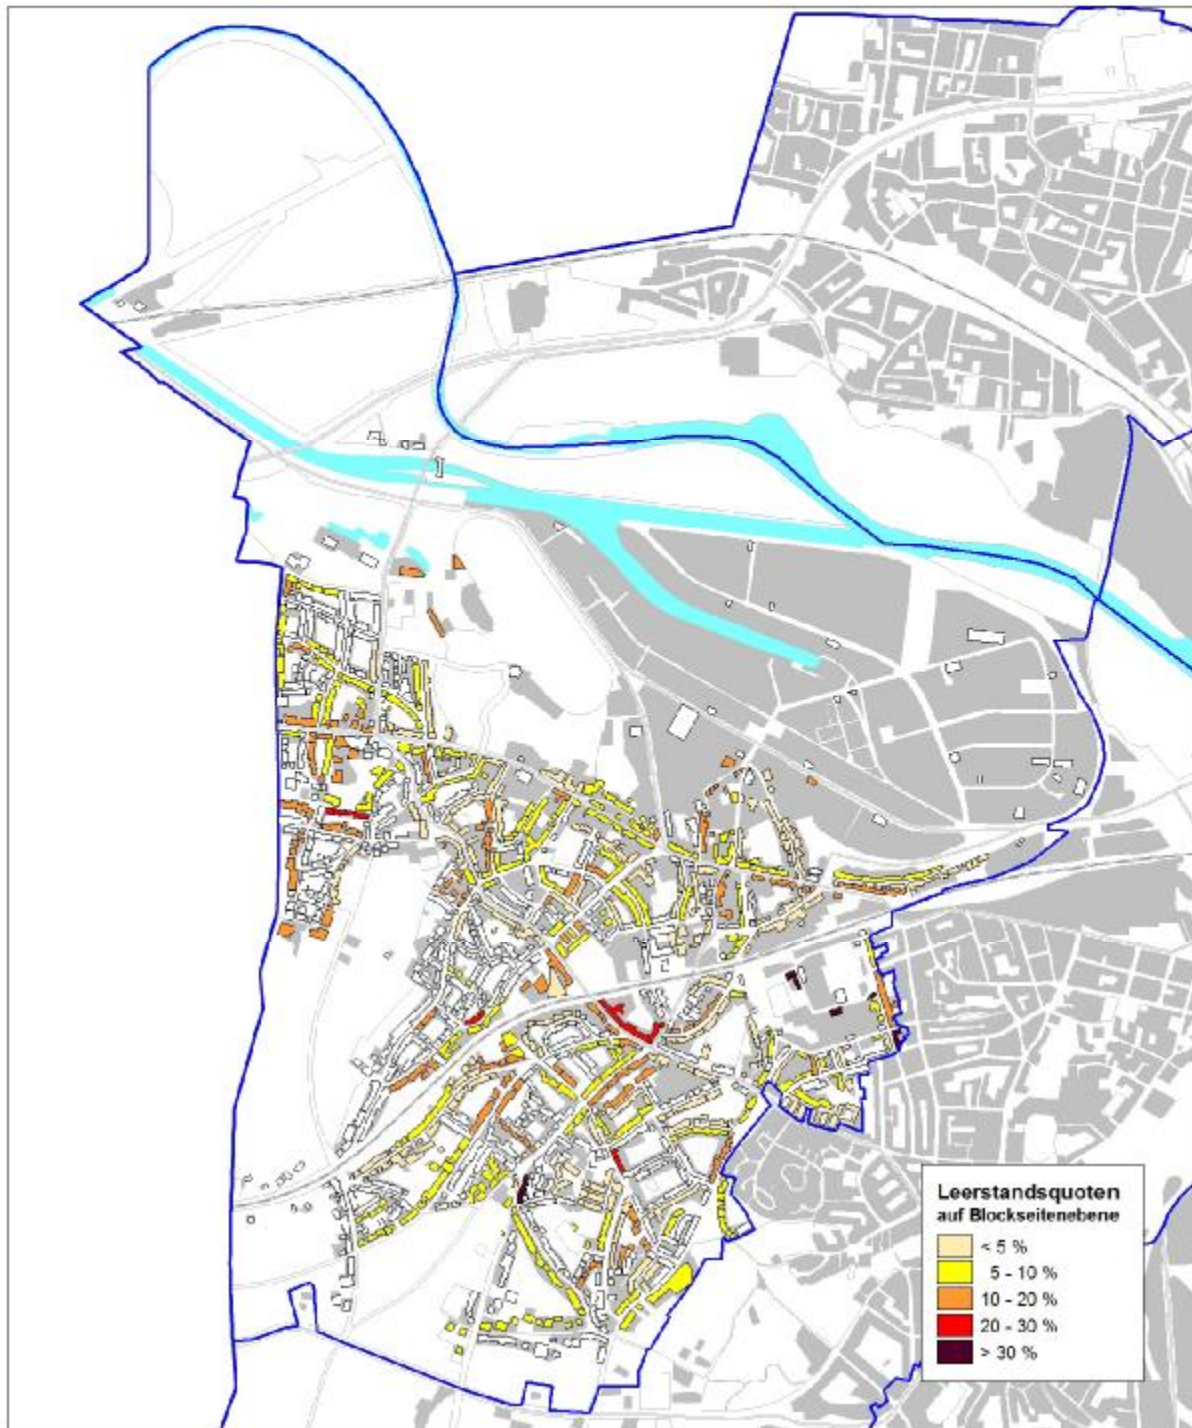 Leerstandsquoten
auf Blockseitenebene
< 5 %
5 - 10 %
10 - 20 %
20 - 30 %
> 30 %